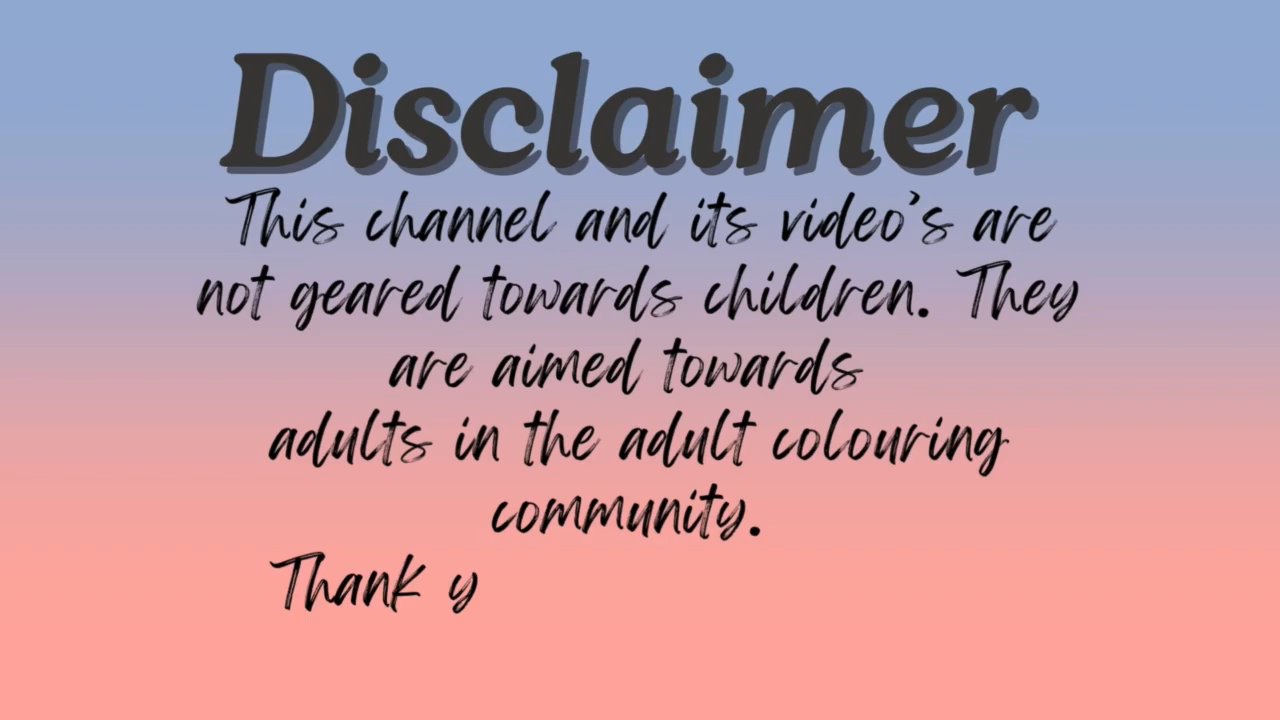 Disclaimer
This channel and its video's are
not geared towards children. They
are aimed towards
adults in the adult colouring
community.
Thank y